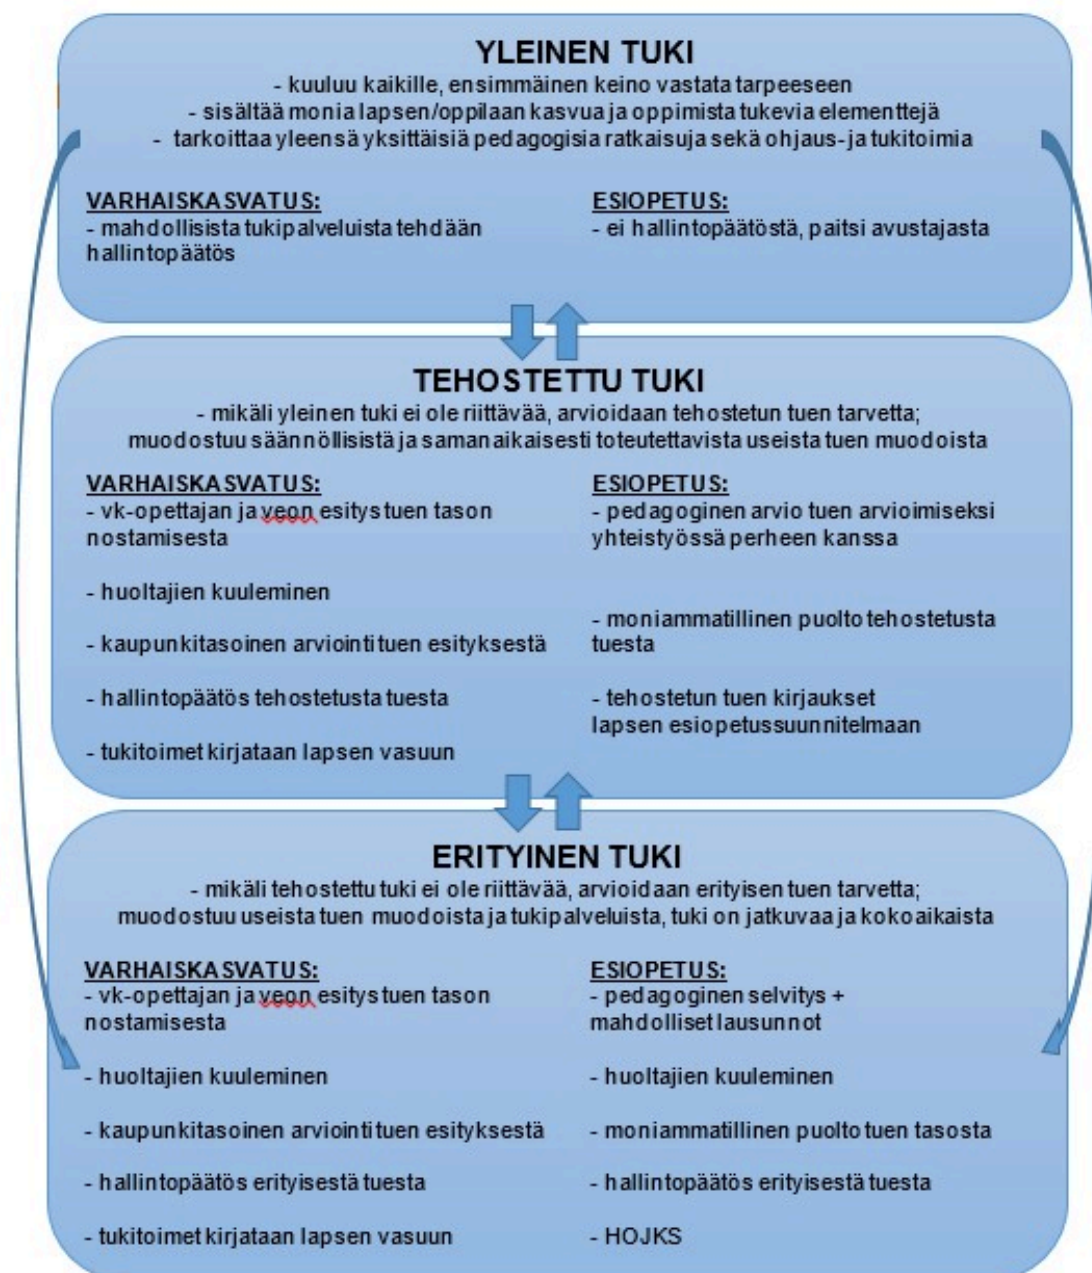 YLEINEN TUKI
- kuuluu kaikille, ensimmäinen keino vastata tarpeeseen
- sisältää monia lapsen/oppilaan kasvua ja oppimista tukevia elementtejä
- tarkoittaa yleensä yksittäisiä pedagogisia ratkaisuja sekä ohjaus- ja tukitoimia
VARHAISKASVATUS:
- mahdollisista tukipalveluista tehdään
hallintopäätös
ESIOPETUS:
- ei hallintopäätöstä, paitsi avustajasta
TEHOSTETTU TUKI
- mikäli yleinen tuki ei ole riittävää, arvioidaan tehostetun tuen tarvetta;
muodostuu säännöllisistä ja samanaikaisesti toteutettavista useista tuen muodoista
VARHAISKASVATUS:
- vk-opettajan ja veon esitys tuen tason
nostamisesta
- huoltajien kuuleminen
- kaupunkitasoinen arviointi tuen esityksestä
- hallintopäätös tehostetusta tuesta
- tukitoimet kirjataan lapsen vasuun
ESIOPETUS:
- pedagoginen arvio tuen arvioimiseksi
yhteistyössä perheen kanssa
- moniammatillinen puolto tehostetusta
tuesta
- tehostetun tuen kirjaukset
lapsen esiopetussuunnitelmaan
ERITYINEN TUKI
- mikäli tehostettu tuki ei ole riittävää, arvioidaan erityisen tuen tarvetta;
muodostuu useista tuen muodoista ja tukipalveluista, tuki on jatkuvaa ja kokoaikaista
VARHAISKASVATUS:
- vk-opettajan ja veon esitys tuen tason
nostamisesta
- huoltajien kuuleminen
- kaupunkitasoinen arviointi tuen esityksestä
- hallintopäätös erityisestä tuesta
- tukitoimet kirjataan lapsen vasuun
ESIOPETUS:
- pedagoginen selvitys +
mahdolliset lausunnot
- huoltajien kuuleminen
- moniammatillinen puolto tuen tasosta
- hallintopäätös erityisestä tuesta
- HOJKS